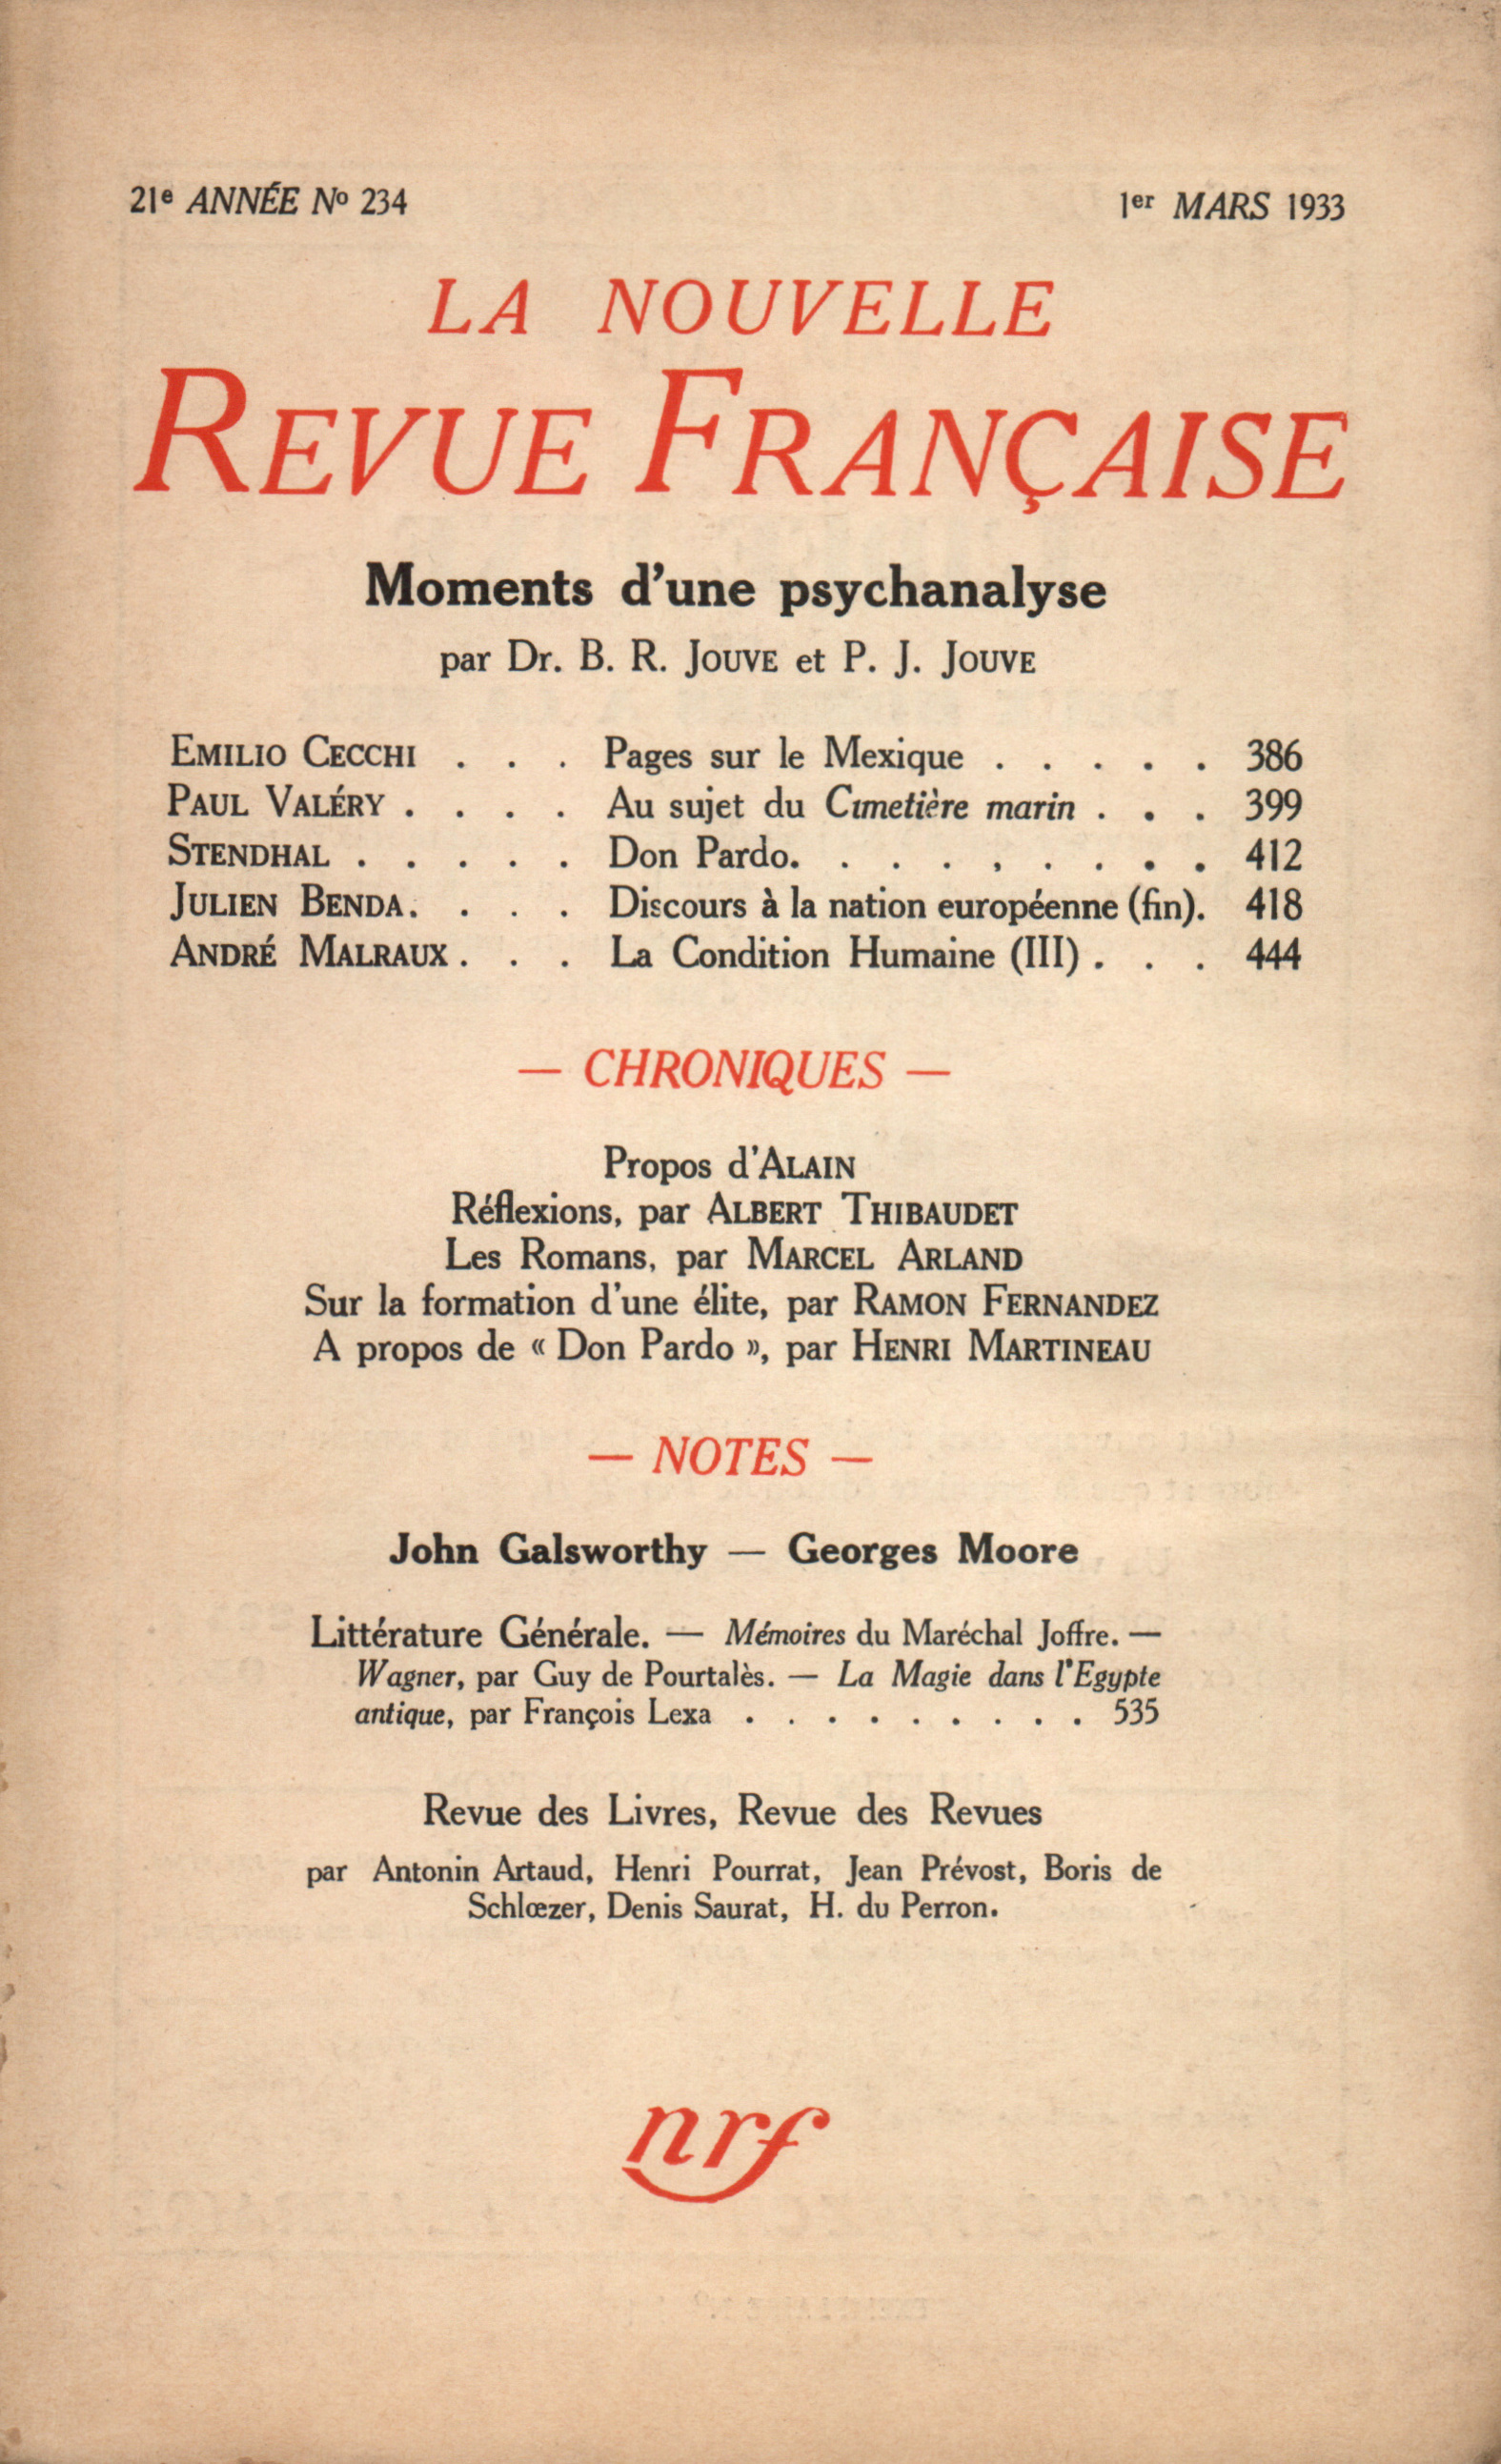 21e ANNÉE No 234
1er MARS 1933
LA NOUVELLE
REVUE FRANÇAISE
Moments d'une psychanalyse
par Dr. B. R. JOUVE et P. J. JOUVE
EMILIO CECCHI . . . Pages sur le Mexique . . . . . 386
PAUL VALÉRY . . . . Au sujet du Cimetière marin . . . 399
STENDHAL . . . . . Don Pardo. . . . . . . . . 412
JULIEN BENDA. . . . Discours à la nation européenne (fin). 418
ANDRÉ MALRAUX . . . La Condition Humaine (III) . . . 444
— CHRONIQUES —
Propos d'ALAIN
Réflexions, par ALBERT THIBAUDET
Les Romans, par MARCEL ARLAND
Sur la formation d'une élite, par RAMON FERNANDEZ
A propos de « Don Pardo », par HENRI MARTINEAU
— NOTES —
John Galsworthy — Georges Moore
Littérature Générale. — Mémoires du Maréchal Joffre. —
Wagner, par Guy de Pourtalès. — La Magie dans l'Egypte
antique, par François Lexa . . . . . . . . . 535
Revue des Livres, Revue des Revues
par Antonin Artaud, Henri Pourrat, Jean Prévost, Boris de
Schlœzer, Denis Saurat, H. du Perron.
nrf